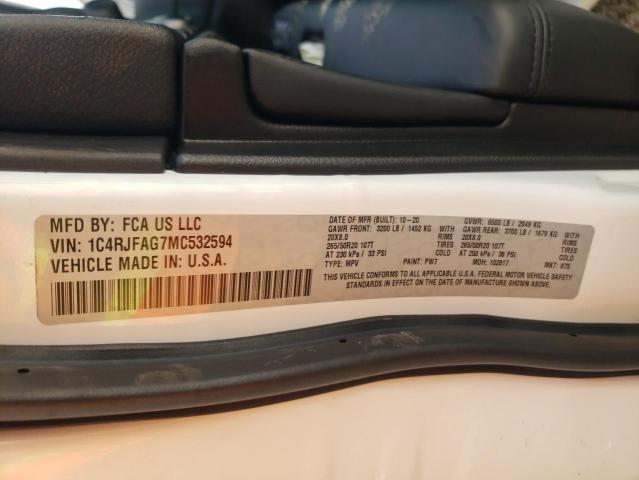 MFD BY: FCA US LLC
VIN: 1C4RJFAG7MC532594
VEHICLE MADE IN: U.S.A.
DATE OF MFR (BUILT): 10-20 GVWR: 6500 LB / 2949 KG
GAWR FRONT: 3200 LB / 1452 KG WITH GAWR REAR: 3700 LB / 1679 KG WITH
20X8.0 RIMS 20X8.0 RIMS
265/50R20 107T TIRES 265/50R20 107T
AT 230 kPa / 33 PSI COLD AT 250 kPa / 36 PSI COLD
TYPE: MPV PAINT: PW7 MDH: 102817 MKT: 875
THIS VEHICLE CONFORMS TO ALL APPLICABLE U.S.A. FEDERAL MOTOR VEHICLE SAFETY
STANDARDS IN EFFECT ON THE DATE OF MANUFACTURE SHOWN ABOVE.